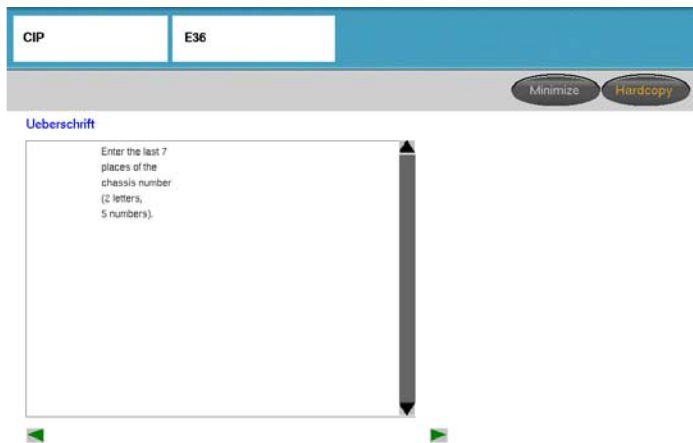 CIP
E36
Minimize
Hardcopy
Ueberschrift
Enter the last 7
places of the
chassis number
(2 letters,
5 numbers).